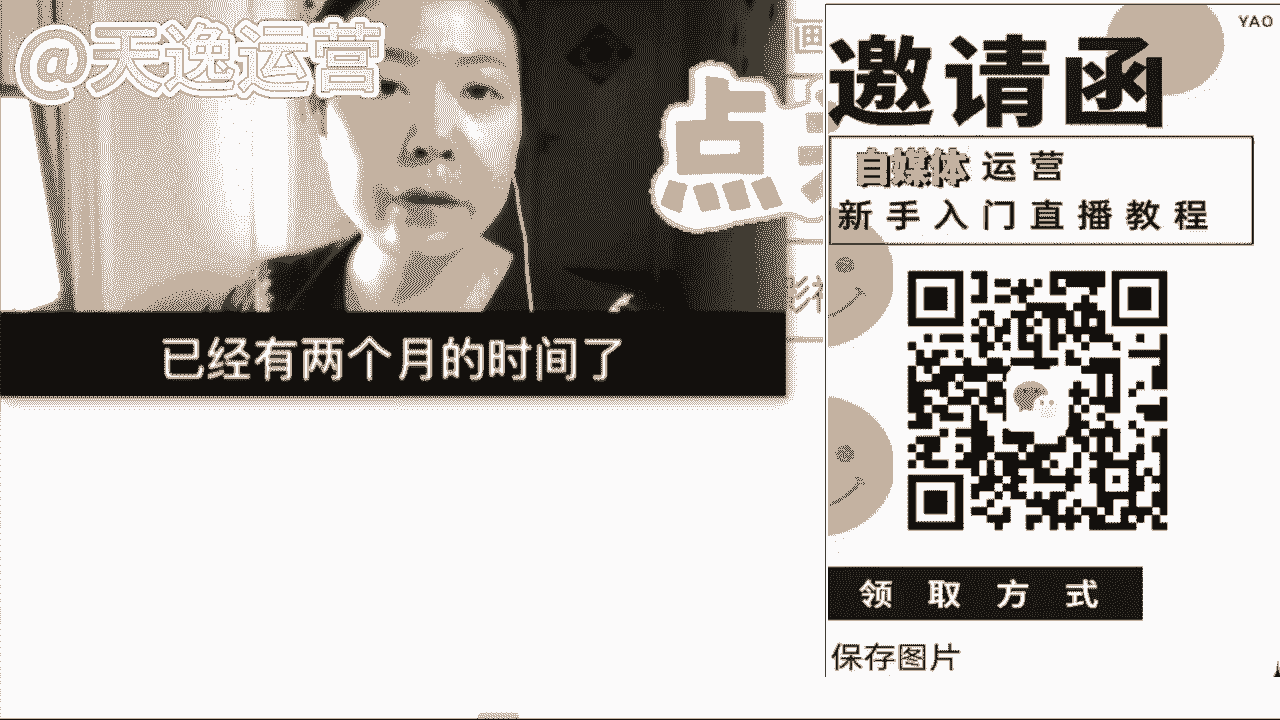 @天逸运营
点
已经有两个月的时间了
YAO
邀请函
自媒体运营
新手入门直播教程
领取方式
保存图片